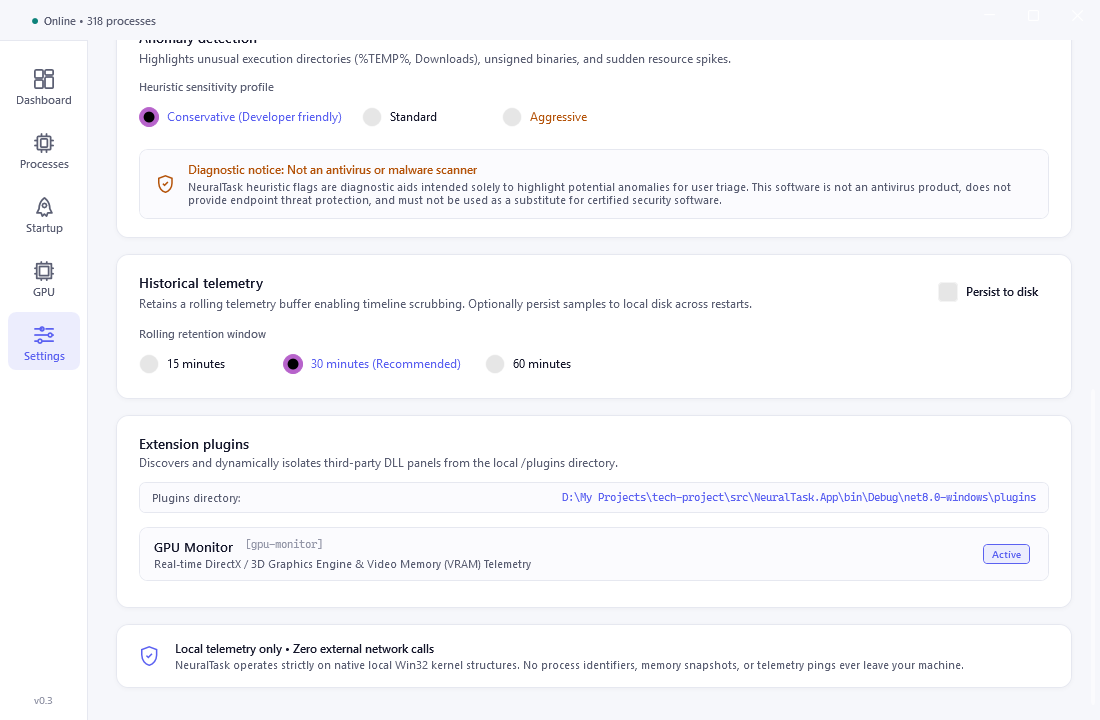 Online • 318 processes
Dashboard
Processes
Startup
GPU
Settings
v0.3
Anomaly detection
Highlights unusual execution directories (%TEMP%, Downloads), unsigned binaries, and sudden resource spikes.
Heuristic sensitivity profile
Conservative (Developer friendly) Standard Aggressive
Diagnostic notice: Not an antivirus or malware scanner
NeuralTask heuristic flags are diagnostic aids intended solely to highlight potential anomalies for user triage. This software is not an antivirus product, does not
provide endpoint threat protection, and must not be used as a substitute for certified security software.
Historical telemetry
Retains a rolling telemetry buffer enabling timeline scrubbing. Optionally persist samples to local disk across restarts.
Persist to disk
Rolling retention window
15 minutes 30 minutes (Recommended) 60 minutes
Extension plugins
Discovers and dynamically isolates third-party DLL panels from the local /plugins directory.
Plugins directory: D:\My Projects\tech-project\src\NeuralTask.App\bin\Debug\net8.0-windows\plugins
GPU Monitor [gpu-monitor]
Real-time DirectX / 3D Graphics Engine & Video Memory (VRAM) Telemetry
Active
Local telemetry only • Zero external network calls
NeuralTask operates strictly on native local Win32 kernel structures. No process identifiers, memory snapshots, or telemetry pings ever leave your machine.